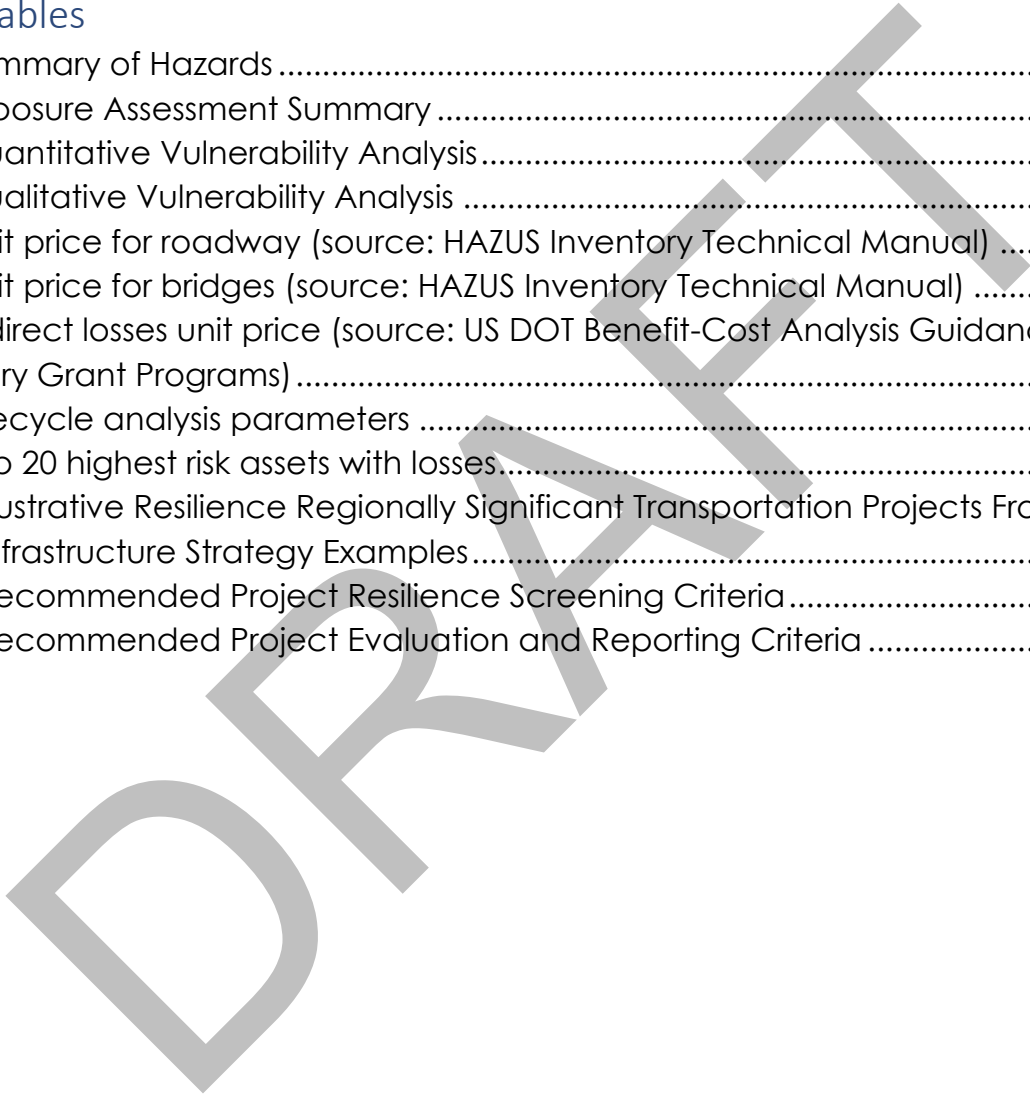 ables
mmary of Hazards ....................................................................................
posure Assessment Summary ..................................................................
uantitative Vulnerability Analysis .............................................................
ualitative Vulnerability Analysis ...............................................................
it price for roadway (source: HAZUS Inventory Technical Manual) ....
it price for bridges (source: HAZUS Inventory Technical Manual) .......
direct losses unit price (source: US DOT Benefit-Cost Analysis Guidanc
ry Grant Programs) ..................................................................................
ecycle analysis parameters ....................................................................
p 20 highest risk assets with losses ...........................................................
ustrative Resilience Regionally Significant Transportation Projects Fra
frastructure Strategy Examples ...............................................................
ecommended Project Resilience Screening Criteria ...........................
ecommended Project Evaluation and Reporting Criteria ..................
DRAFT